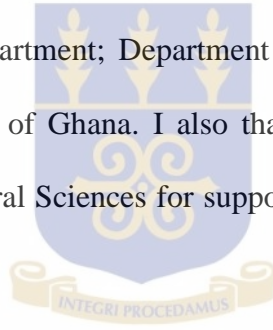 artment; Department
of Ghana. I also tha
ral Sciences for suppo
INTEGRI PROCEDAMUS